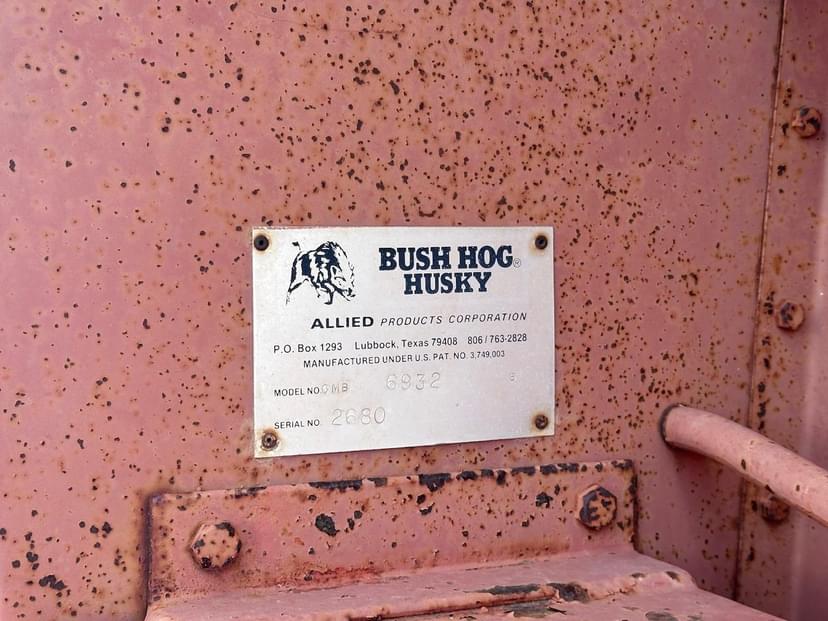 BUSH HOG®
HUSKY
ALLIED PRODUCTS CORPORATION
P.O. Box 1293 Lubbock, Texas 79408 806/763-2828
MANUFACTURED UNDER U.S. PAT. NO. 3,749,003
MODEL NO. CMB 6932
SERIAL NO. 2680